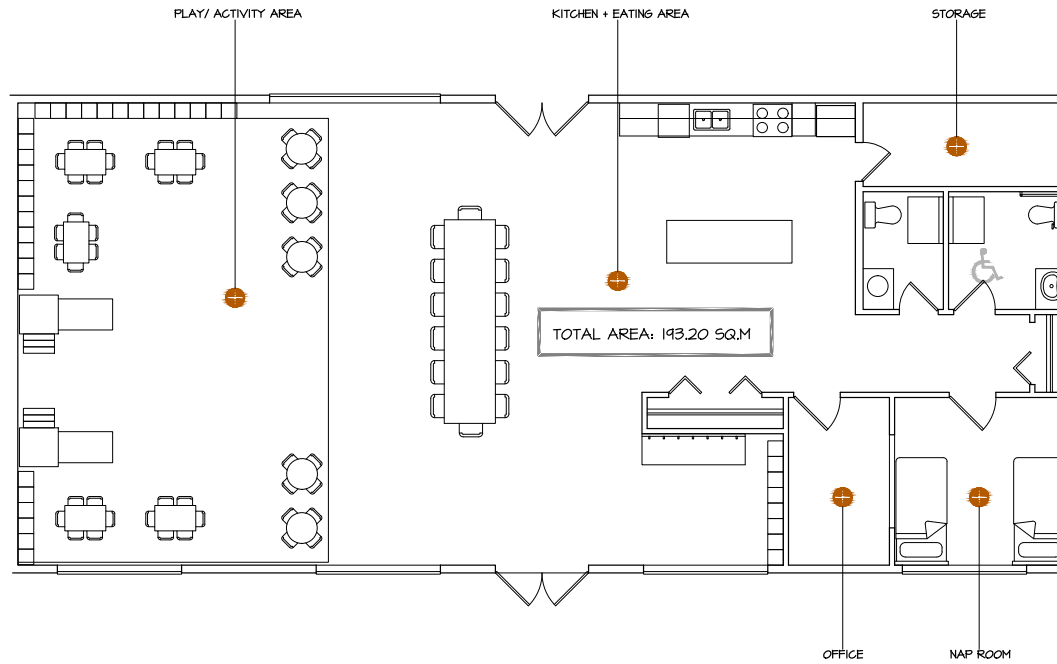 PLAY/ ACTIVITY AREA
KITCHEN + EATING AREA
STORAGE
TOTAL AREA: 193.20 SQ.M
OFFICE
NAP ROOM